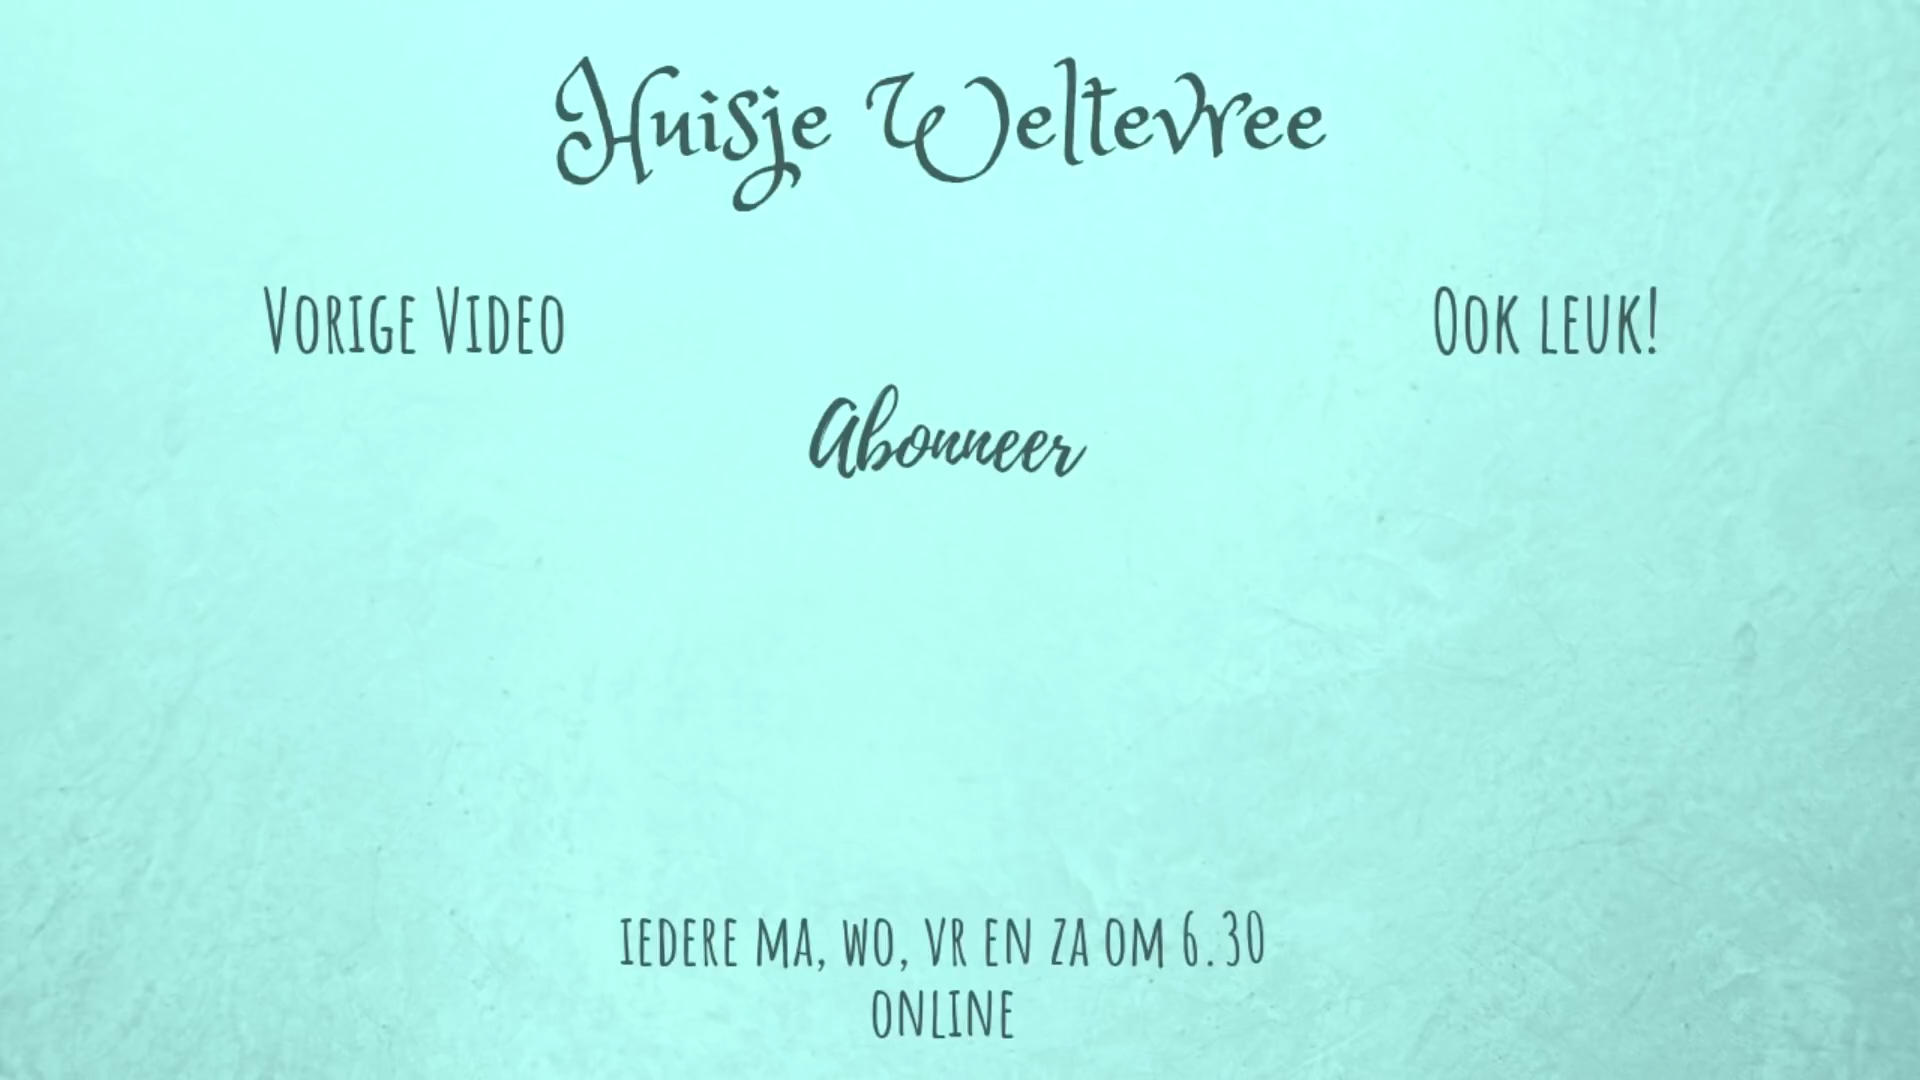 Huisje Weltevree
Vorige Video
Ook leuk!
Abonneer
iedere ma, wo, vr en za om 6.30
online